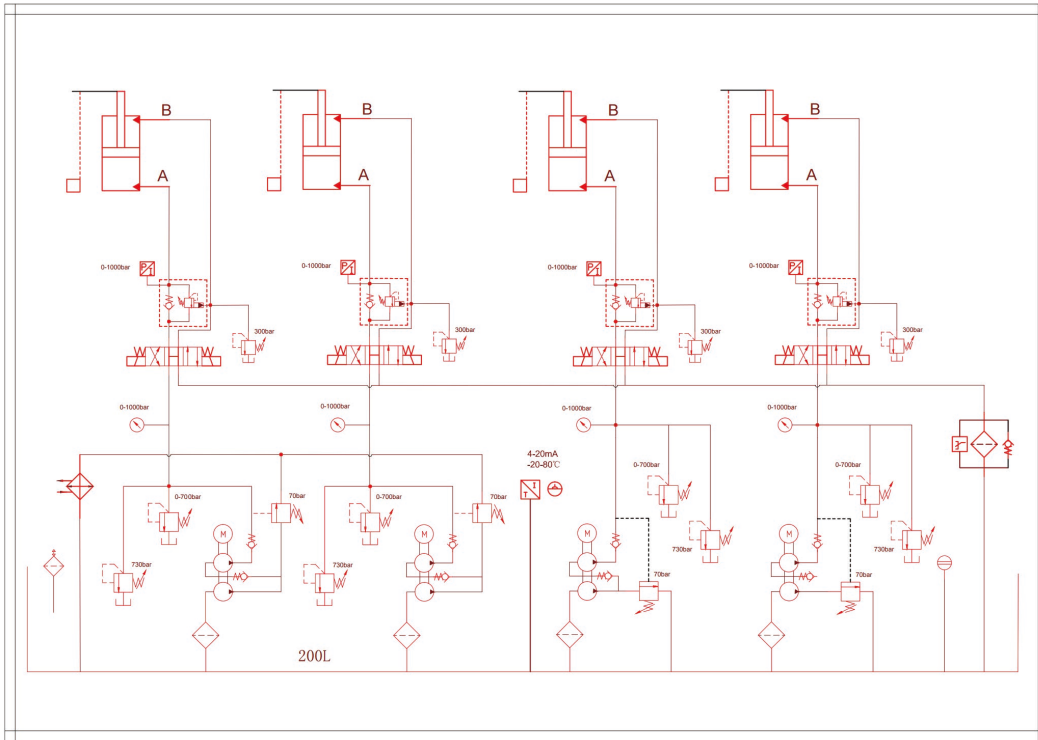 B
B
B
B
A
A
A
A
0-1000bar
P
I
0-1000bar
P
I
0-1000bar
P
I
0-1000bar
P
I
300bar
300bar
300bar
300bar
0-1000bar
0-1000bar
0-1000bar
0-1000bar
4-20mA
-20-80℃
I
T
0-700bar
70bar
0-700bar
70bar
0-700bar
0-700bar
M
M
M
M
730bar
730bar
730bar
730bar
70bar
70bar
200L